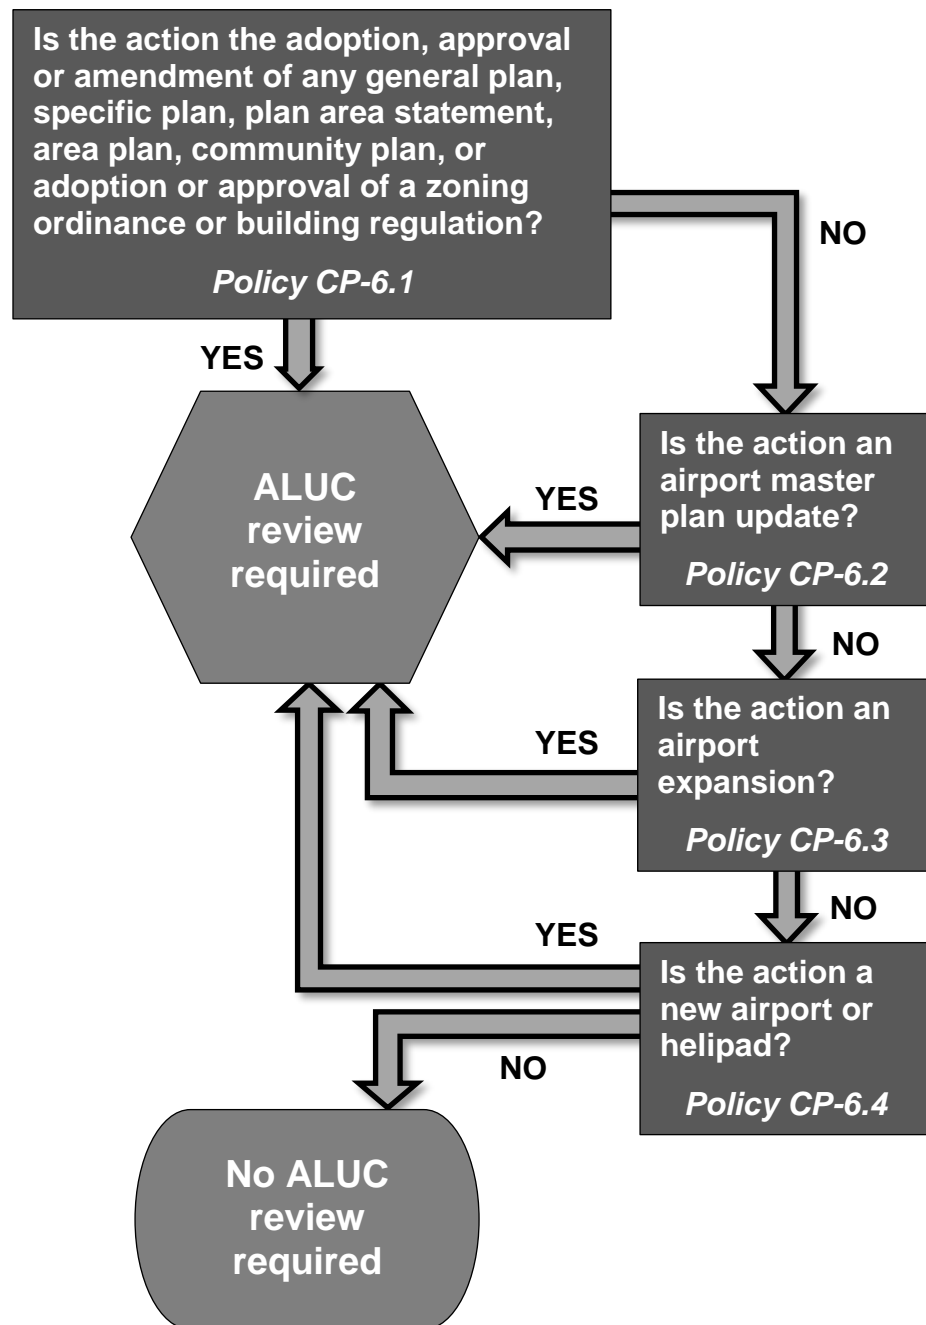 Is the action the adoption, approval
or amendment of any general plan,
specific plan, plan area statement,
area plan, community plan, or
adoption or approval of a zoning
ordinance or building regulation?
Policy CP-6.1
NO
YES
ALUC
review
required
YES
Is the action an
airport master
plan update?
Policy CP-6.2
NO
YES
Is the action an
airport
expansion?
Policy CP-6.3
NO
YES
Is the action a
new airport or
helipad?
Policy CP-6.4
NO
No ALUC
review
required